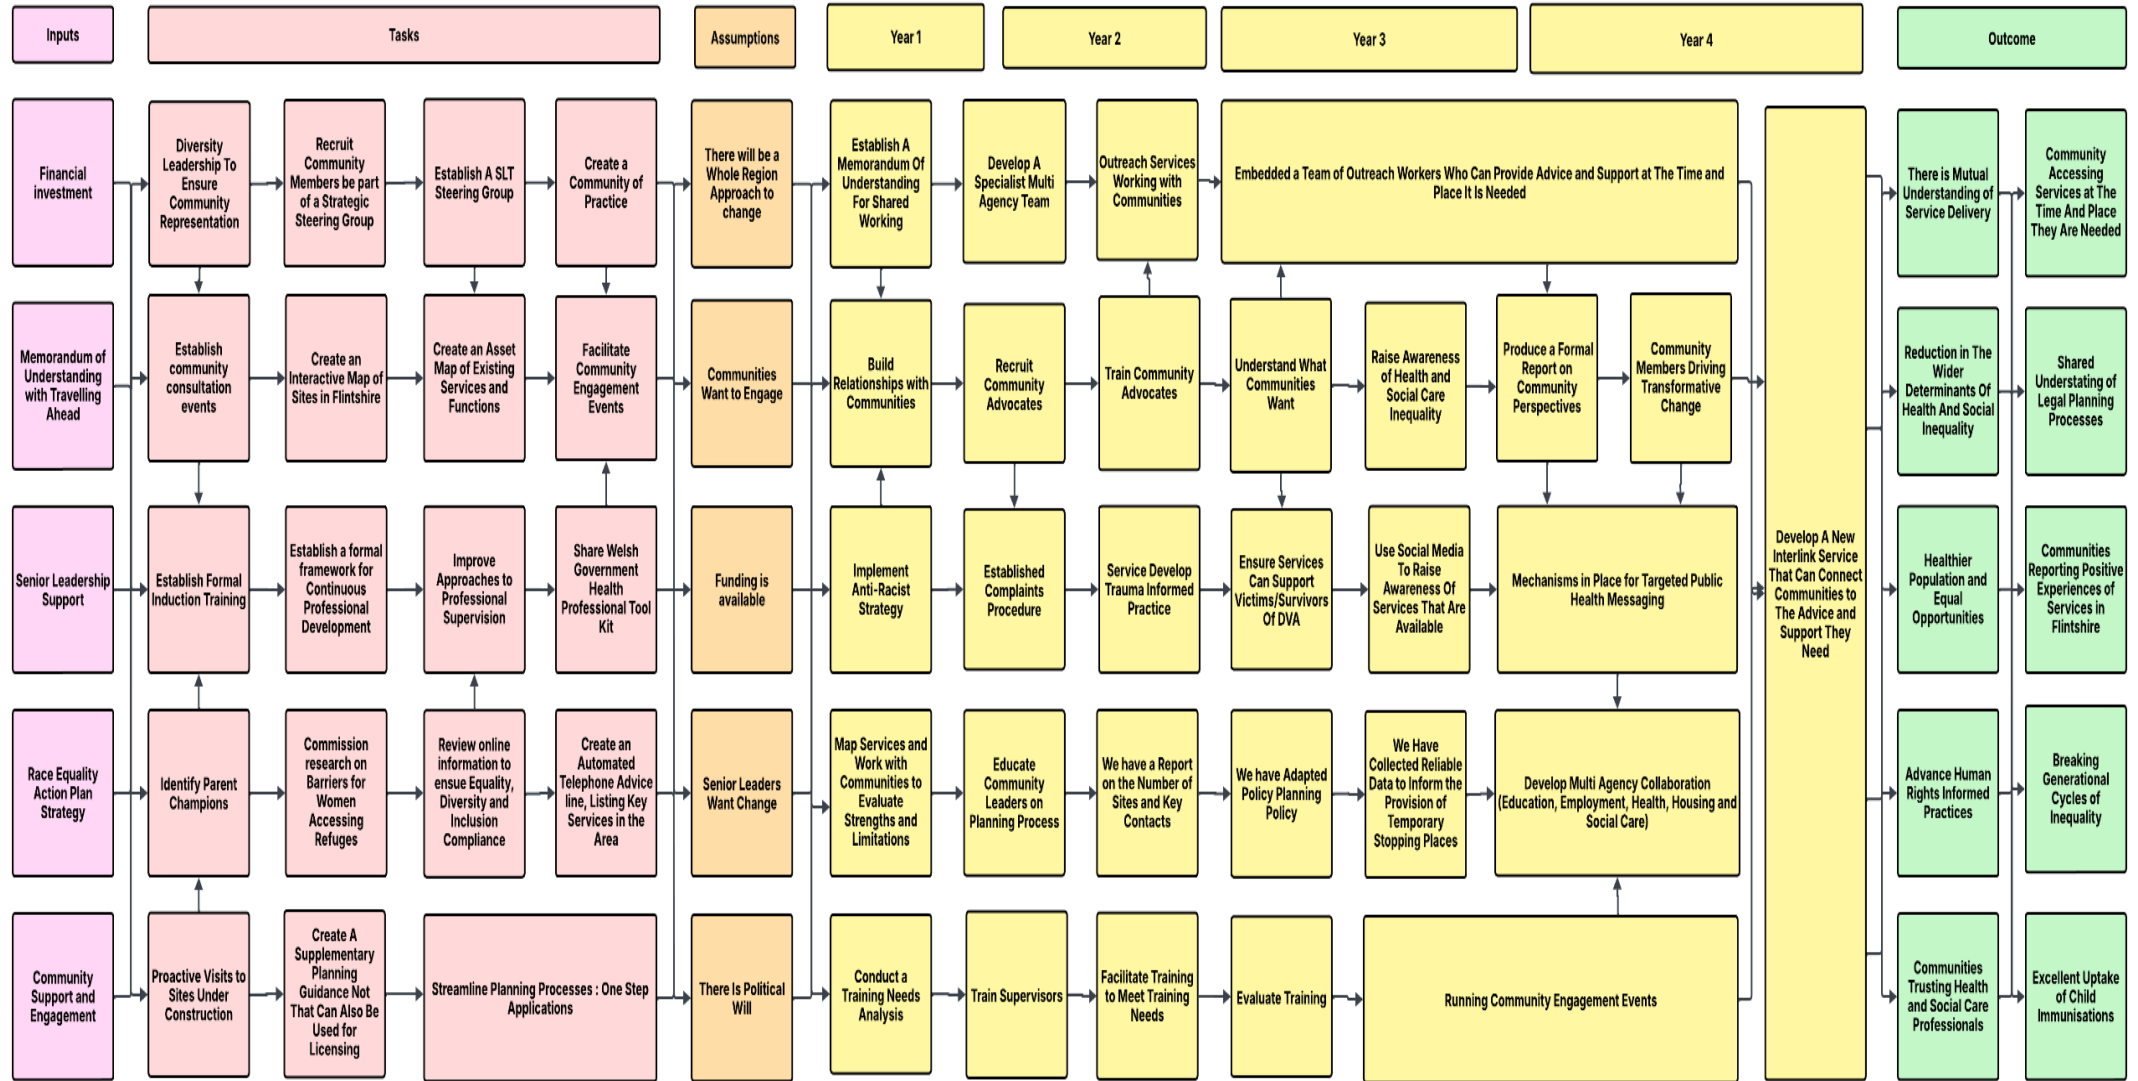 Inputs
Tasks
Assumptions
Year 1
Year 2
Year 3
Year 4
Outcome
Financial
investment
Diversity
Leadership To
Ensure
Community
Representation
Recruit
Community
Members be part
of a Strategic
Steering Group
Establish A SLT
Steering Group
Create a
Community of
Practice
There will be a
Whole Region
Approach to
change
Establish A
Memorandum Of
Understanding
For Shared
Working
Develop A
Specialist Multi
Agency Team
Outreach Services
Working with
Communities
Embedded a Team of Outreach Workers Who Can Provide Advice and Support at The Time and
Place It Is Needed
There is Mutual
Understanding of
Service Delivery
Community
Accessing
Services at The
Time And Place
They Are Needed
Memorandum of
Understanding
with Travelling
Ahead
Establish
community
consultation
events
Create an
Interactive Map of
Sites in Flintshire
Create an Asset
Map of Existing
Services and
Functions
Facilitate
Community
Engagement
Events
Communities
Want to Engage
Build
Relationships with
Communities
Recruit
Community
Advocates
Train Community
Advocates
Understand What
Communities
Want
Raise Awareness
of Health and
Social Care
Inequality
Produce a Formal
Report on
Community
Perspectives
Community
Members Driving
Transformative
Change
Reduction in The
Wider
Determinants Of
Health And Social
Inequality
Shared
Understating of
Legal Planning
Processes
Senior Leadership
Support
Establish Formal
Induction Training
Establish a formal
framework for
Continuous
Professional
Development
Improve
Approaches to
Professional
Supervision
Share Welsh
Government
Health
Professional Tool
Kit
Funding is
available
Implement
Anti-Racist
Strategy
Established
Complaints
Procedure
Service Develop
Trauma Informed
Practice
Ensure Services
Can Support
Victims/Survivors
Of DVA
Use Social Media
To Raise
Awareness Of
Services That Are
Available
Mechanisms in Place for Targeted Public
Health Messaging
Develop A New
Interlink Service
That Can Connect
Communities to
The Advice and
Support They
Need
Healthier
Population and
Equal
Opportunities
Communities
Reporting Positive
Experiences of
Services in
Flintshire
Race Equality
Action Plan
Strategy
Identify Parent
Champions
Commission
research on
Barriers for
Women
Accessing
Refuges
Review online
information to
ensue Equality,
Diversity and
Inclusion
Compliance
Create an
Automated
Telephone Advice
line, Listing Key
Services in the
Area
Senior Leaders
Want Change
Map Services and
Work with
Communities to
Evaluate
Strengths and
Limitations
Educate
Community
Leaders on
Planning Process
We have a Report
on the Number of
Sites and Key
Contacts
We have Adapted
Policy Planning
Policy
We Have
Collected Reliable
Data to Inform the
Provision of
Temporary
Stopping Places
Develop Multi Agency Collaboration
(Education, Employment, Health, Housing and
Social Care)
Advance Human
Rights Informed
Practices
Breaking
Generational
Cycles of
Inequality
Community
Support and
Engagement
Proactive Visits to
Sites Under
Construction
Create A
Supplementary
Planning
Guidance Not
That Can Also Be
Used for
Licensing
Streamline Planning Processes : One Step
Applications
There Is Political
Will
Conduct a
Training Needs
Analysis
Train Supervisors
Facilitate Training
to Meet Training
Needs
Evaluate Training
Running Community Engagement Events
Communities
Trusting Health
and Social Care
Professionals
Excellent Uptake
of Child
Immunisations